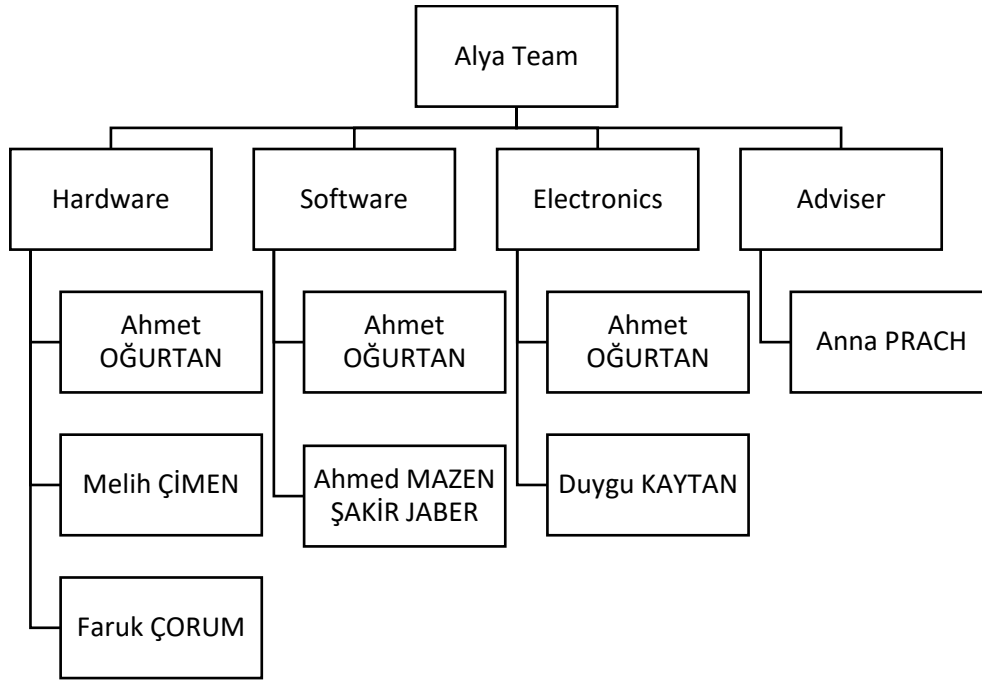 Alya Team
Hardware
Software
Electronics
Adviser
Ahmet
OĞURTAN
Ahmet
OĞURTAN
Ahmet
OĞURTAN
Anna PRACH
Melih ÇİMEN
Ahmed MAZEN
ŞAKİR JABER
Duygu KAYTAN
Faruk ÇORUM